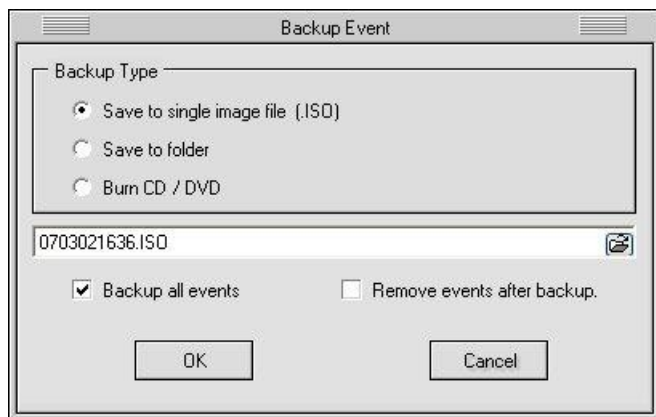 Backup Event
Backup Type
Save to single image file (.ISO)
Save to folder
Burn CD / DVD
0703021636.ISO
Backup all events Remove events after backup.
OK Cancel